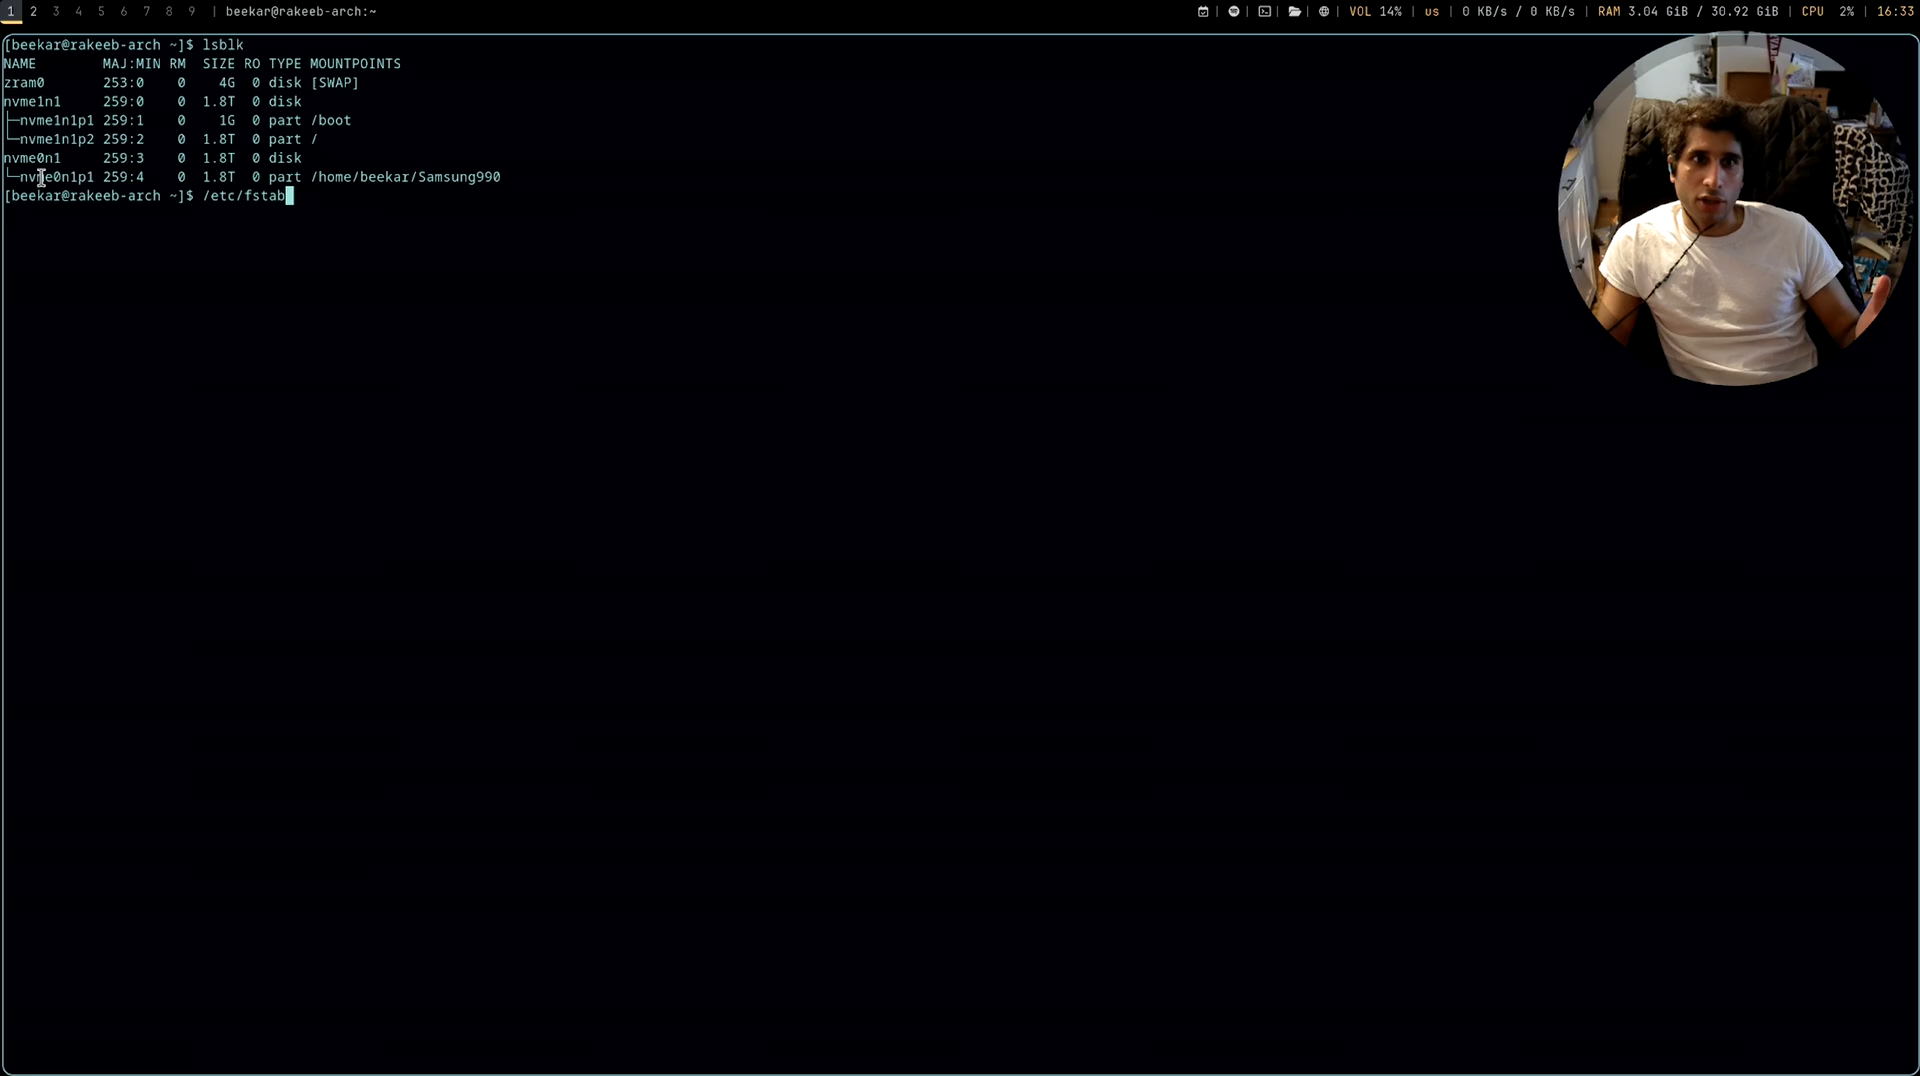 1 2 3 4 5 6 7 8 9 | beekar@rakeeb-arch:~ | | | | | VOL 14% | us | 0 KB/s / 0 KB/s | RAM 3.04 GiB / 30.92 GiB | CPU 2% | 16:33
[beekar@rakeeb-arch ~]$ lsblk
NAME        MAJ:MIN RM  SIZE RO TYPE MOUNTPOINTS
zram0       253:0    0    4G  0 disk [SWAP]
nvme1n1     259:0    0  1.8T  0 disk
├─nvme1n1p1 259:1    0    1G  0 part /boot
└─nvme1n1p2 259:2    0  1.8T  0 part /
nvme0n1     259:3    0  1.8T  0 disk
└─nvme0n1p1 259:4    0  1.8T  0 part /home/beekar/Samsung990
[beekar@rakeeb-arch ~]$ /etc/fstab